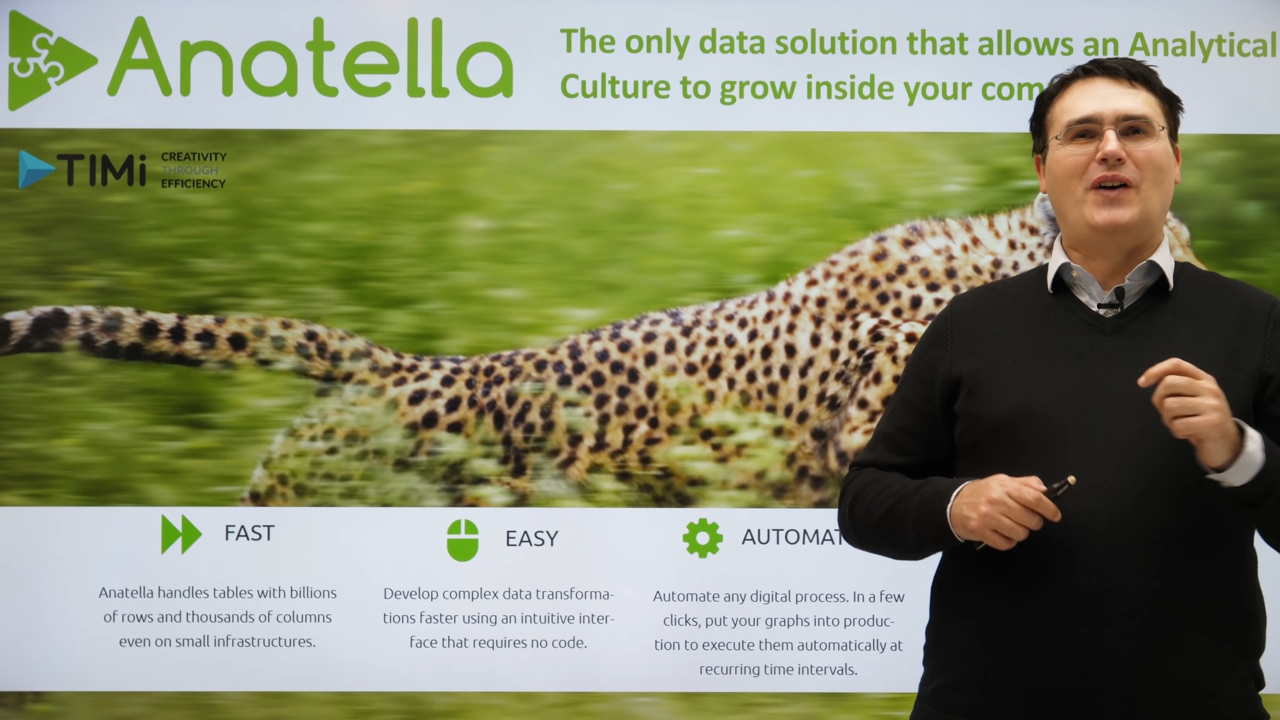 Anatella
The only data solution that allows an Analytical
Culture to grow inside your com
TIMi
CREATIVITY
THROUGH
EFFICIENCY
FAST
Anatella handles tables with billions
of rows and thousands of columns
even on small infrastructures.
EASY
Develop complex data transforma-
tions faster using an intuitive inter-
face that requires no code.
AUTOMAT
Automate any digital process. In a few
clicks, put your graphs into produc-
tion to execute them automatically at
recurring time intervals.